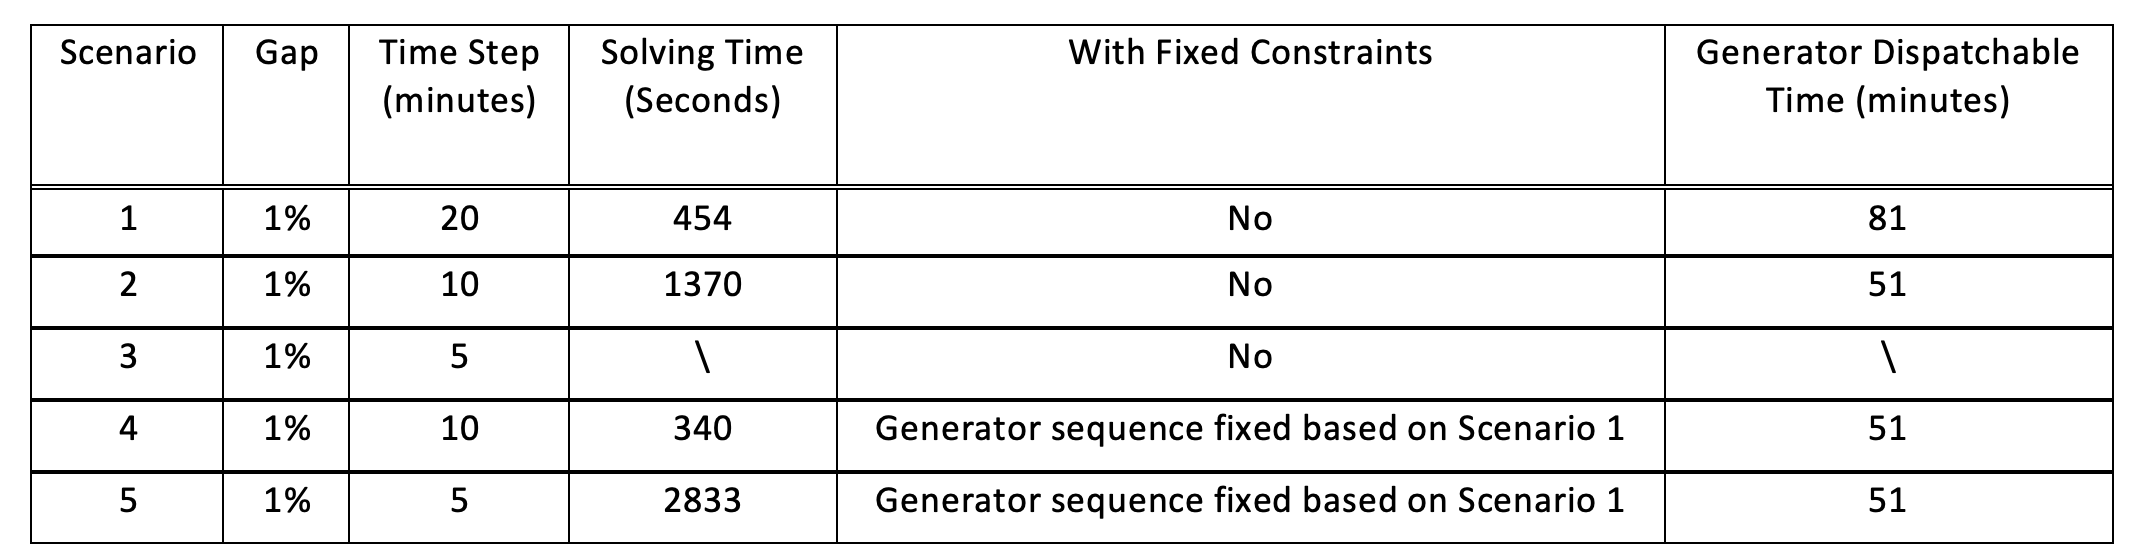 Scenario Gap Time Step (minutes) Solving Time (Seconds) With Fixed Constraints Generator Dispatchable Time (minutes)
1 1% 20 454 No 81
2 1% 10 1370 No 51
3 1% 5 \ No \
4 1% 10 340 Generator sequence fixed based on Scenario 1 51
5 1% 5 2833 Generator sequence fixed based on Scenario 1 51